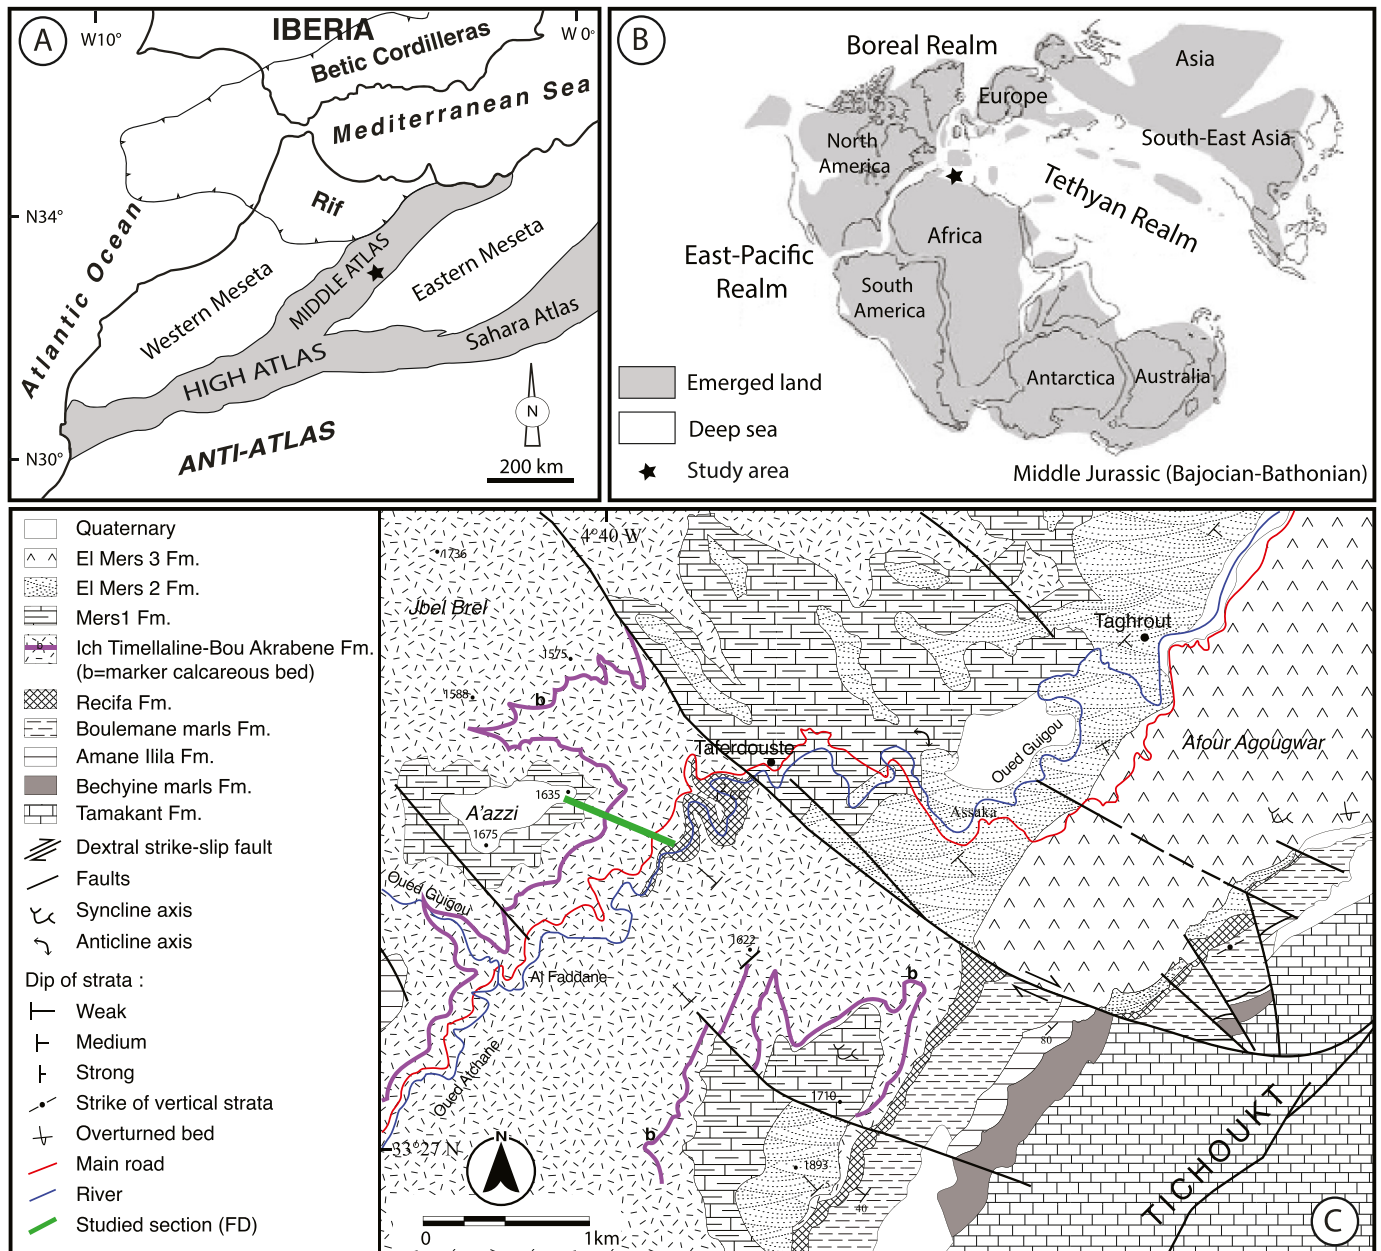 A
W10°
IBERIA
W 0°
Betic Cordilleras
Mediterranean Sea
Rif
N34°
Atlantic Ocean
MIDDLE ATLAS
Western Meseta
Eastern Meseta
Sahara Atlas
HIGH ATLAS
N
ANTI-ATLAS
N30°
200 km
B
Boreal Realm
Asia
Europe
North
America
South-East Asia
Tethyan Realm
Africa
East-Pacific
Realm
South
America
Antarctica
Australia
Emerged land
Deep sea
Study area
Middle Jurassic (Bajocian-Bathonian)
Quaternary
El Mers 3 Fm.
El Mers 2 Fm.
Mers1 Fm.
b
Ich Timellaline-Bou Akrabene Fm.
(b=marker calcareous bed)
Recifa Fm.
Boulemane marls Fm.
Amane Ilila Fm.
Bechyine marls Fm.
Tamakant Fm.
Dextral strike-slip fault
Faults
Syncline axis
Anticline axis
Dip of strata :
Weak
Medium
Strong
Strike of vertical strata
Overturned bed
Main road
River
Studied section (FD)
4°40 W
1736
Jbel Brel
Taghrout
1575
1588
b
Taferdouste
Oued Guigou
Afour Agougwar
1635
A'azzi
1675
Assaka
Oued Guigou
1622
Al Faddane
b
80
Oued Atchane
1710
b
33°27 N
N
1893
40
TICHOUKT
0
1km
C